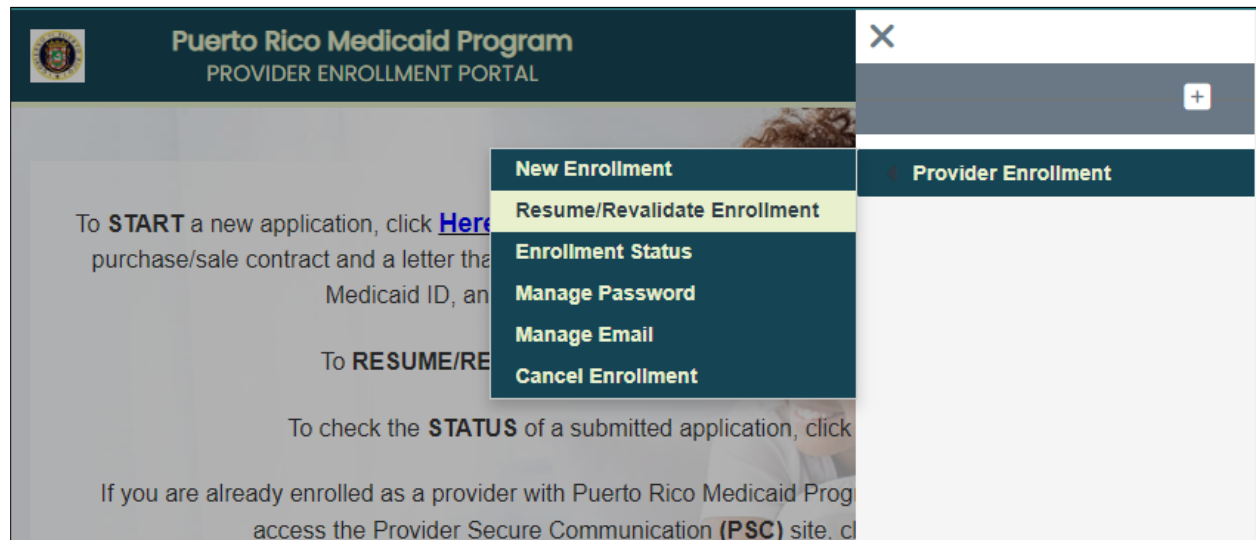 Puerto Rico Medicaid Program
PROVIDER ENROLLMENT PORTAL
Provider Enrollment
New Enrollment
Resume/Revalidate Enrollment
Enrollment Status
Manage Password
Manage Email
Cancel Enrollment
To START a new application, click Here
purchase/sale contract and a letter tha
Medicaid ID, an
To RESUME/RE
To check the STATUS of a submitted application, click
If you are already enrolled as a provider with Puerto Rico Medicaid Prog
access the Provider Secure Communication (PSC) site, cl